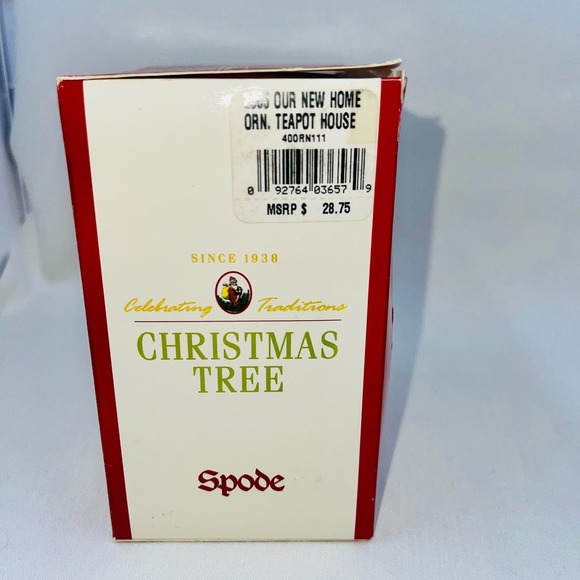 OUR NEW HOME
ORN. TEAPOT HOUSE
40ORN111
0 92764 03657 9
MSRP $ 28.75
SINCE 1938
Celebrating Traditions
CHRISTMAS
TREE
Spode